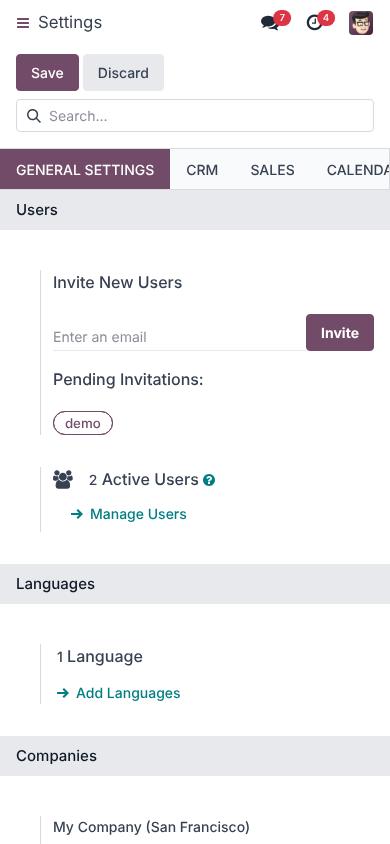 Settings
7
4
Save
Discard
Search...
GENERAL SETTINGS
CRM
SALES
CALENDA
Users
Invite New Users
Enter an email
Invite
Pending Invitations:
demo
2 Active Users
?
Manage Users
Languages
1 Language
Add Languages
Companies
My Company (San Francisco)